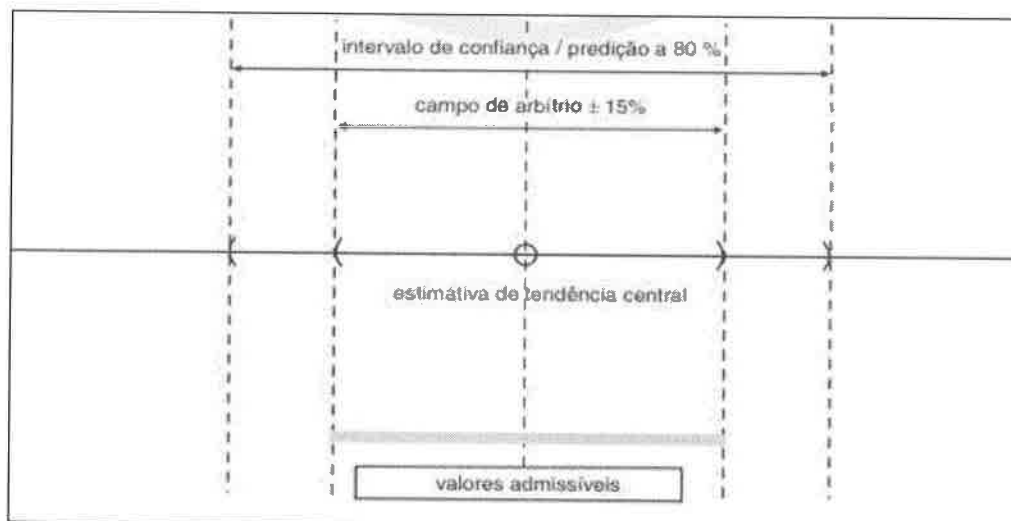 intervalo de confiança / predição a 80 %
campo de arbítrio ± 15%
estimativa de tendência central
valores admissíveis